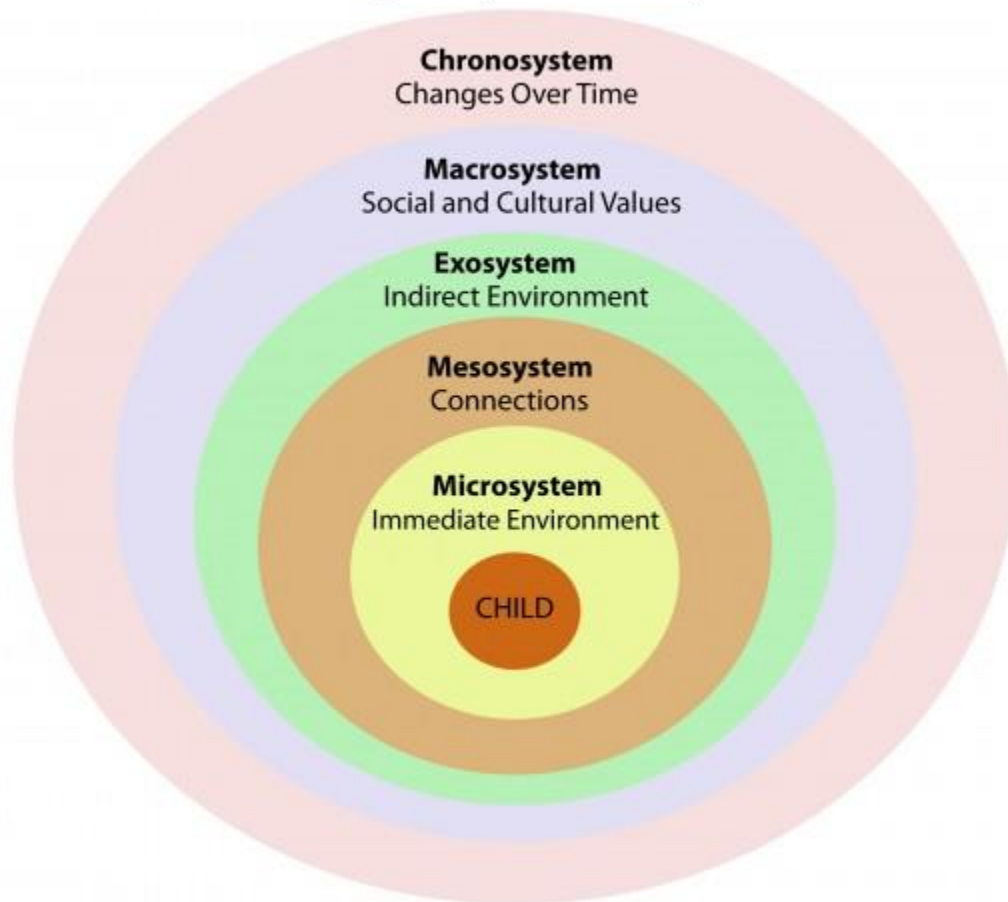 Chronosystem
Changes Over Time
Macrosystem
Social and Cultural Values
Exosystem
Indirect Environment
Mesosystem
Connections
Microsystem
Immediate Environment
CHILD